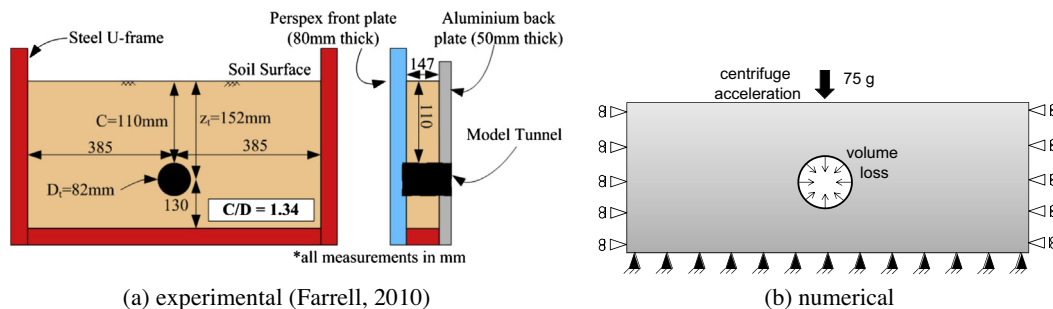 Steel U-frame
Perspex front plate
(80mm thick)
Aluminium back
plate (50mm thick)
Soil Surface
147
C=110mm
zt=152mm
110
385
385
Model Tunnel
Dt=82mm
130
C/D = 1.34
*all measurements in mm
(a) experimental (Farrell, 2010)
centrifuge
acceleration
75 g
volume
loss
(b) numerical